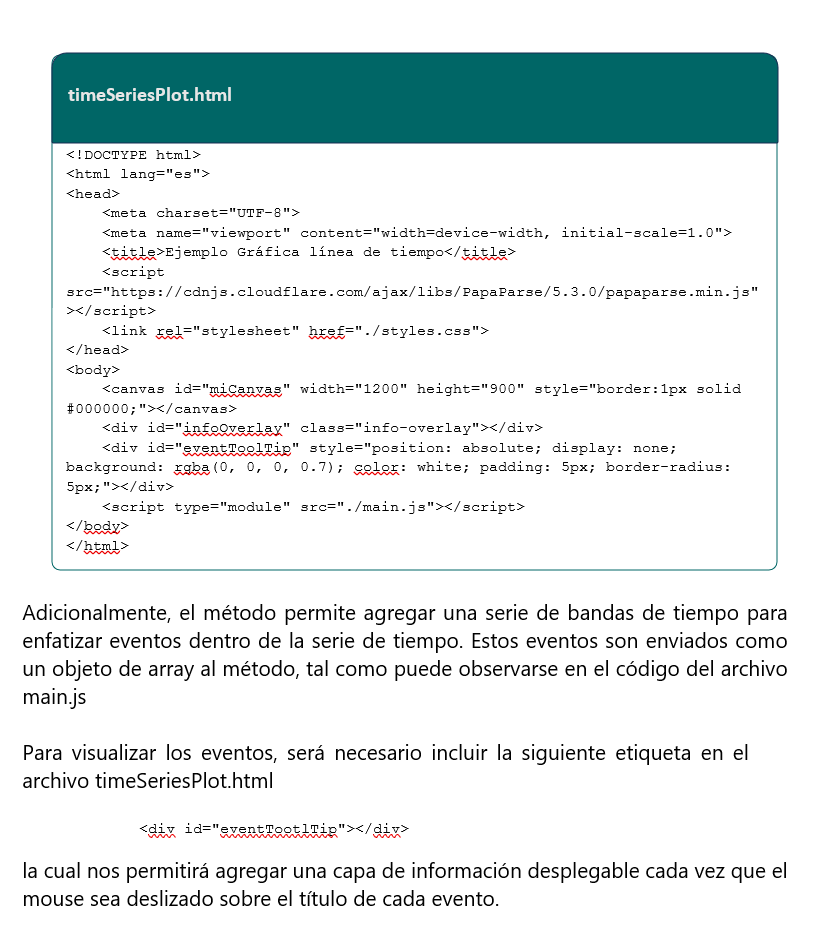 timeSeriesPlot.html
<!DOCTYPE html>
<html lang="es">
<head>
    <meta charset="UTF-8">
    <meta name="viewport" content="width=device-width, initial-scale=1.0">
    <title>Ejemplo Gráfica línea de tiempo</title>
    <script
src="https://cdnjs.cloudflare.com/ajax/libs/PapaParse/5.3.0/papaparse.min.js"
></script>
    <link rel="stylesheet" href="./styles.css">
</head>
<body>
    <canvas id="miCanvas" width="1200" height="900" style="border:1px solid
#000000;"></canvas>
    <div id="infoOverlay" class="info-overlay"></div>
    <div id="eventToolTip" style="position: absolute; display: none;
background: rgba(0, 0, 0, 0.7); color: white; padding: 5px; border-radius:
5px;"></div>
    <script type="module" src="./main.js"></script>
</body>
</html>
Adicionalmente, el método permite agregar una serie de bandas de tiempo para
enfatizar eventos dentro de la serie de tiempo. Estos eventos son enviados como
un objeto de array al método, tal como puede observarse en el código del archivo
main.js
Para visualizar los eventos, será necesario incluir la siguiente etiqueta en el
archivo timeSeriesPlot.html
<div id="eventTootlTip"></div>
la cual nos permitirá agregar una capa de información desplegable cada vez que el
mouse sea deslizado sobre el título de cada evento.